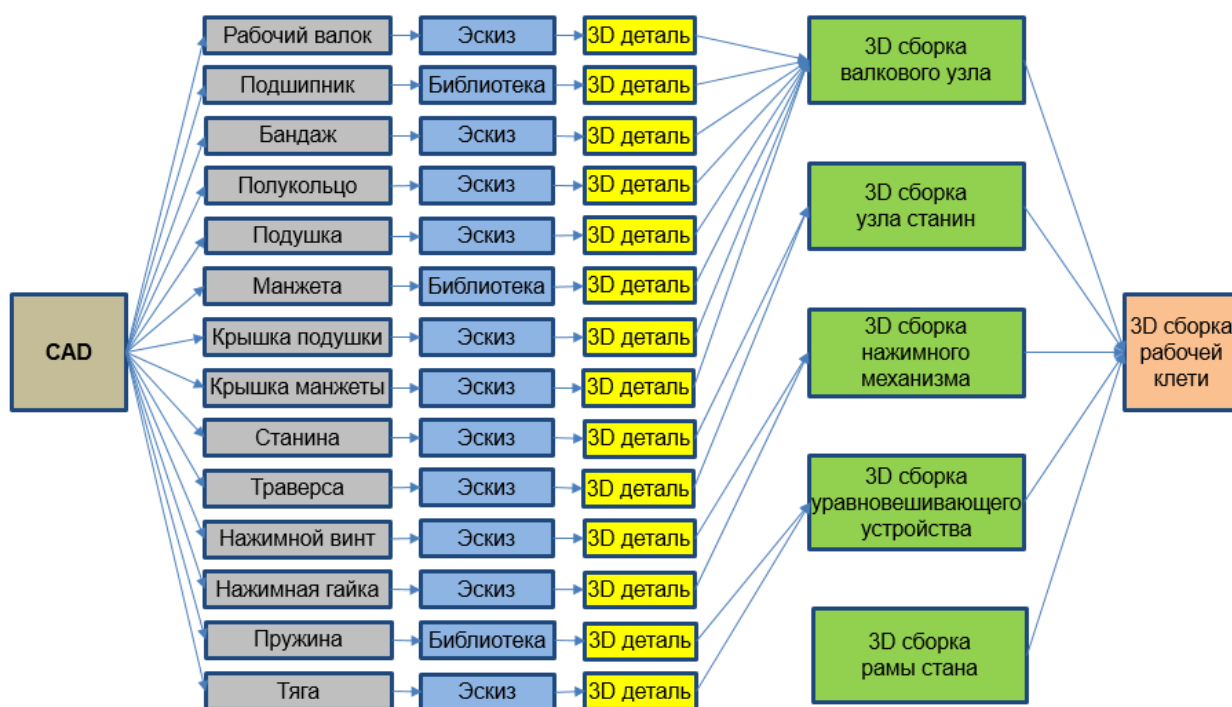 CAD
Рабочий валок
Эскиз
3D деталь
Подшипник
Библиотека
3D деталь
Бандаж
Эскиз
3D деталь
Полукольцо
Эскиз
3D деталь
Подушка
Эскиз
3D деталь
Манжета
Библиотека
3D деталь
Крышка подушки
Эскиз
3D деталь
Крышка манжеты
Эскиз
3D деталь
Станина
Эскиз
3D деталь
Траверса
Эскиз
3D деталь
Нажимной винт
Эскиз
3D деталь
Нажимная гайка
Эскиз
3D деталь
Пружина
Библиотека
3D деталь
Тяга
Эскиз
3D деталь
3D сборка
валкового узла
3D сборка
узла станин
3D сборка
нажимного
механизма
3D сборка
уравновешивающего
устройства
3D сборка
рамы стана
3D сборка
рабочей
клети